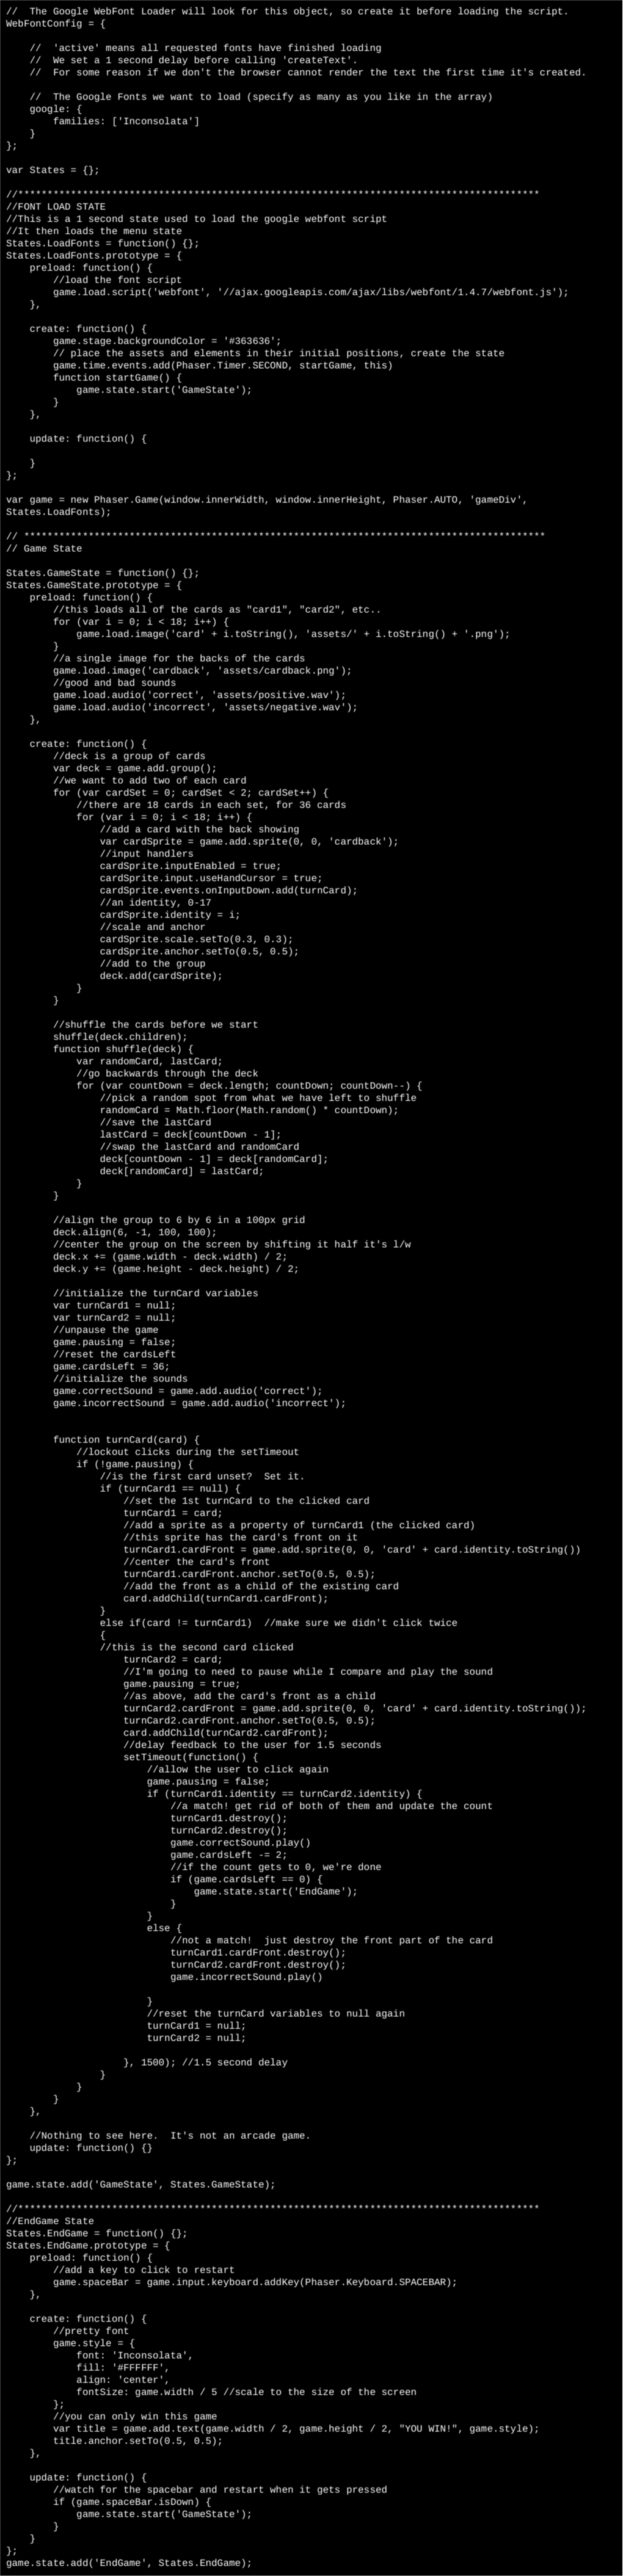 //  The Google WebFont Loader will look for this object, so create it before loading the script.
WebFontConfig = {

    //  'active' means all requested fonts have finished loading
    //  We set a 1 second delay before calling 'createText'.
    //  For some reason if we don't the browser cannot render the text the first time it's created.

    //  The Google Fonts we want to load (specify as many as you like in the array)
    google: {
        families: ['Inconsolata']
    }
};

var States = {};

//*****************************************************************************************
//FONT LOAD STATE
//This is a 1 second state used to load the google webfont script
//It then loads the menu state
States.LoadFonts = function() {};
States.LoadFonts.prototype = {
    preload: function() {
        //load the font script
        game.load.script('webfont', '//ajax.googleapis.com/ajax/libs/webfont/1.4.7/webfont.js');
    },

    create: function() {
        game.stage.backgroundColor = '#363636';
        // place the assets and elements in their initial positions, create the state
        game.time.events.add(Phaser.Timer.SECOND, startGame, this)
        function startGame() {
            game.state.start('GameState');
        }
    },

    update: function() {

    }
};

var game = new Phaser.Game(window.innerWidth, window.innerHeight, Phaser.AUTO, 'gameDiv',
States.LoadFonts);

// *****************************************************************************************
// Game State

States.GameState = function() {};
States.GameState.prototype = {
    preload: function() {
        //this loads all of the cards as "card1", "card2", etc..
        for (var i = 0; i < 18; i++) {
            game.load.image('card' + i.toString(), 'assets/' + i.toString() + '.png');
        }
        //a single image for the backs of the cards
        game.load.image('cardback', 'assets/cardback.png');
        //good and bad sounds
        game.load.audio('correct', 'assets/positive.wav');
        game.load.audio('incorrect', 'assets/negative.wav');
    },

    create: function() {
        //deck is a group of cards
        var deck = game.add.group();
        //we want to add two of each card
        for (var cardSet = 0; cardSet < 2; cardSet++) {
            //there are 18 cards in each set, for 36 cards
            for (var i = 0; i < 18; i++) {
                //add a card with the back showing
                var cardSprite = game.add.sprite(0, 0, 'cardback');
                //input handlers
                cardSprite.inputEnabled = true;
                cardSprite.input.useHandCursor = true;
                cardSprite.events.onInputDown.add(turnCard);
                //an identity, 0-17
                cardSprite.identity = i;
                //scale and anchor
                cardSprite.scale.setTo(0.3, 0.3);
                cardSprite.anchor.setTo(0.5, 0.5);
                //add to the group
                deck.add(cardSprite);
            }
        }

        //shuffle the cards before we start
        shuffle(deck.children);
        function shuffle(deck) {
            var randomCard, lastCard;
            //go backwards through the deck
            for (var countDown = deck.length; countDown; countDown--) {
                //pick a random spot from what we have left to shuffle
                randomCard = Math.floor(Math.random() * countDown);
                //save the lastCard
                lastCard = deck[countDown - 1];
                //swap the lastCard and randomCard
                deck[countDown - 1] = deck[randomCard];
                deck[randomCard] = lastCard;
            }
        }

        //align the group to 6 by 6 in a 100px grid
        deck.align(6, -1, 100, 100);
        //center the group on the screen by shifting it half it's l/w
        deck.x += (game.width - deck.width) / 2;
        deck.y += (game.height - deck.height) / 2;

        //initialize the turnCard variables
        var turnCard1 = null;
        var turnCard2 = null;
        //unpause the game
        game.pausing = false;
        //reset the cardsLeft
        game.cardsLeft = 36;
        //initialize the sounds
        game.correctSound = game.add.audio('correct');
        game.incorrectSound = game.add.audio('incorrect');


        function turnCard(card) {
            //lockout clicks during the setTimeout
            if (!game.pausing) {
                //is the first card unset?  Set it.
                if (turnCard1 == null) {
                    //set the 1st turnCard to the clicked card
                    turnCard1 = card;
                    //add a sprite as a property of turnCard1 (the clicked card)
                    //this sprite has the card's front on it
                    turnCard1.cardFront = game.add.sprite(0, 0, 'card' + card.identity.toString())
                    //center the card's front
                    turnCard1.cardFront.anchor.setTo(0.5, 0.5);
                    //add the front as a child of the existing card
                    card.addChild(turnCard1.cardFront);
                }
                else if(card != turnCard1)  //make sure we didn't click twice
                {
                //this is the second card clicked
                    turnCard2 = card;
                    //I'm going to need to pause while I compare and play the sound
                    game.pausing = true;
                    //as above, add the card's front as a child
                    turnCard2.cardFront = game.add.sprite(0, 0, 'card' + card.identity.toString());
                    turnCard2.cardFront.anchor.setTo(0.5, 0.5);
                    card.addChild(turnCard2.cardFront);
                    //delay feedback to the user for 1.5 seconds
                    setTimeout(function() {
                        //allow the user to click again
                        game.pausing = false;
                        if (turnCard1.identity == turnCard2.identity) {
                            //a match! get rid of both of them and update the count
                            turnCard1.destroy();
                            turnCard2.destroy();
                            game.correctSound.play()
                            game.cardsLeft -= 2;
                            //if the count gets to 0, we're done
                            if (game.cardsLeft == 0) {
                                game.state.start('EndGame');
                            }
                        }
                        else {
                            //not a match!  just destroy the front part of the card
                            turnCard1.cardFront.destroy();
                            turnCard2.cardFront.destroy();
                            game.incorrectSound.play()

                        }
                        //reset the turnCard variables to null again
                        turnCard1 = null;
                        turnCard2 = null;

                    }, 1500); //1.5 second delay
                }
            }
        }
    },

    //Nothing to see here.  It's not an arcade game.
    update: function() {}
};

game.state.add('GameState', States.GameState);

//*****************************************************************************************
//EndGame State
States.EndGame = function() {};
States.EndGame.prototype = {
    preload: function() {
        //add a key to click to restart
        game.spaceBar = game.input.keyboard.addKey(Phaser.Keyboard.SPACEBAR);
    },

    create: function() {
        //pretty font
        game.style = {
            font: 'Inconsolata',
            fill: '#FFFFFF',
            align: 'center',
            fontSize: game.width / 5 //scale to the size of the screen
        };
        //you can only win this game
        var title = game.add.text(game.width / 2, game.height / 2, "YOU WIN!", game.style);
        title.anchor.setTo(0.5, 0.5);
    },

    update: function() {
        //watch for the spacebar and restart when it gets pressed
        if (game.spaceBar.isDown) {
            game.state.start('GameState');
        }
    }
};
game.state.add('EndGame', States.EndGame);